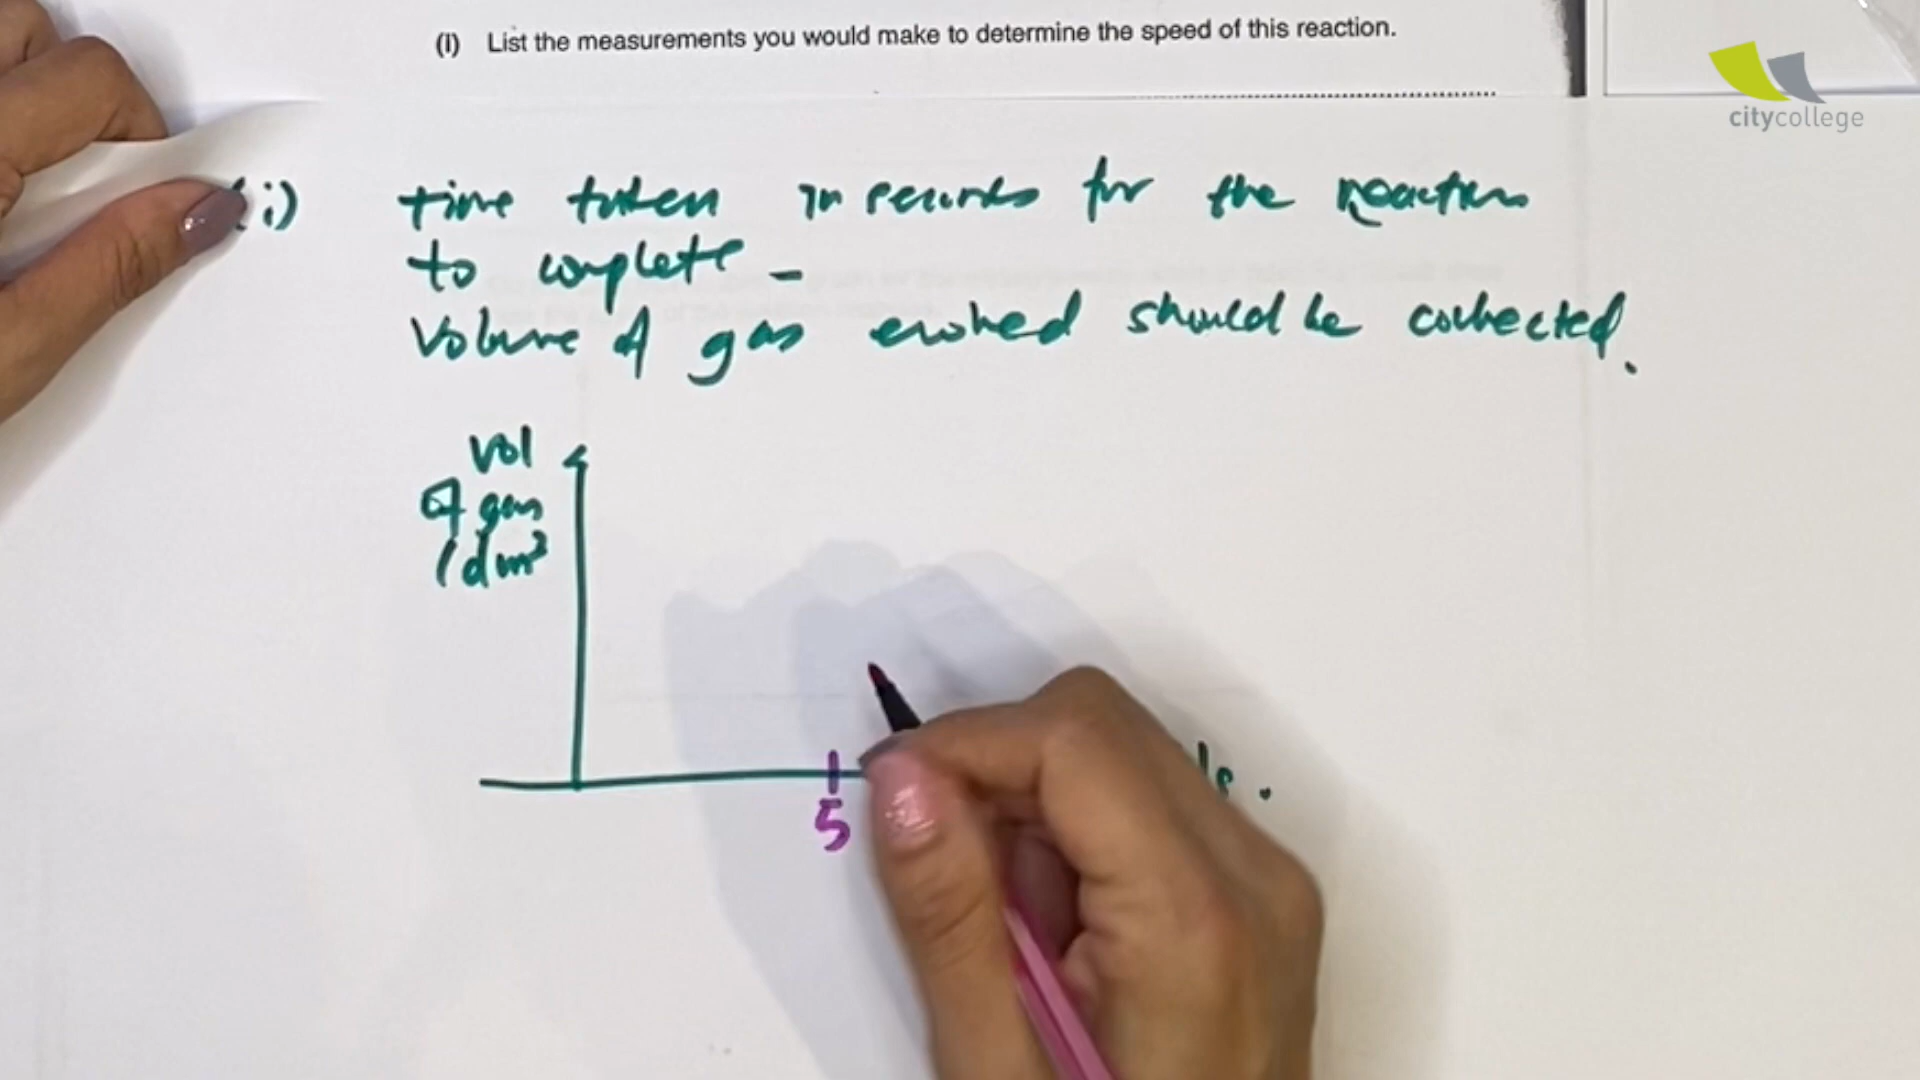 (i) List the measurements you would make to determine the speed of this reaction.
citycollege
(i) time taken in seconds for the reaction
to complete -
Volume of gas evolved should be collected.
Vol
of gas
/dm³
5